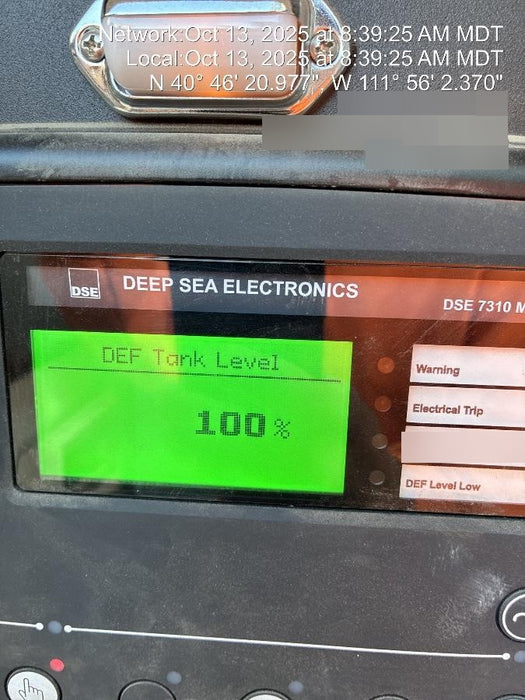 Network:Oct 13, 2025 at 8:39:25 AM MDT
Local:Oct 13, 2025 at 8:39:25 AM MDT
N 40° 46' 20.977", W 111° 56' 2.370"
DSE
DEEP SEA ELECTRONICS
DSE 7310 M
DEF Tank Level
100 %
Warning
Electrical Trip
DEF Level Low